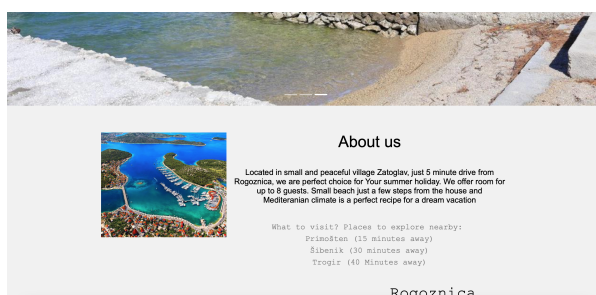 About us
Located in small and peaceful village Zatoglav, just 5 minute drive from
Rogoznica, we are perfect choice for Your summer holiday. We offer room for
up to 8 guests. Small beach just a few steps from the house and
Mediteranian climate is a perfect recipe for a dream vacation
What to visit? Places to explore nearby:
Primošten (15 minutes away)
Šibenik (30 minutes away)
Trogir (40 Minutes away)
Rogoznica